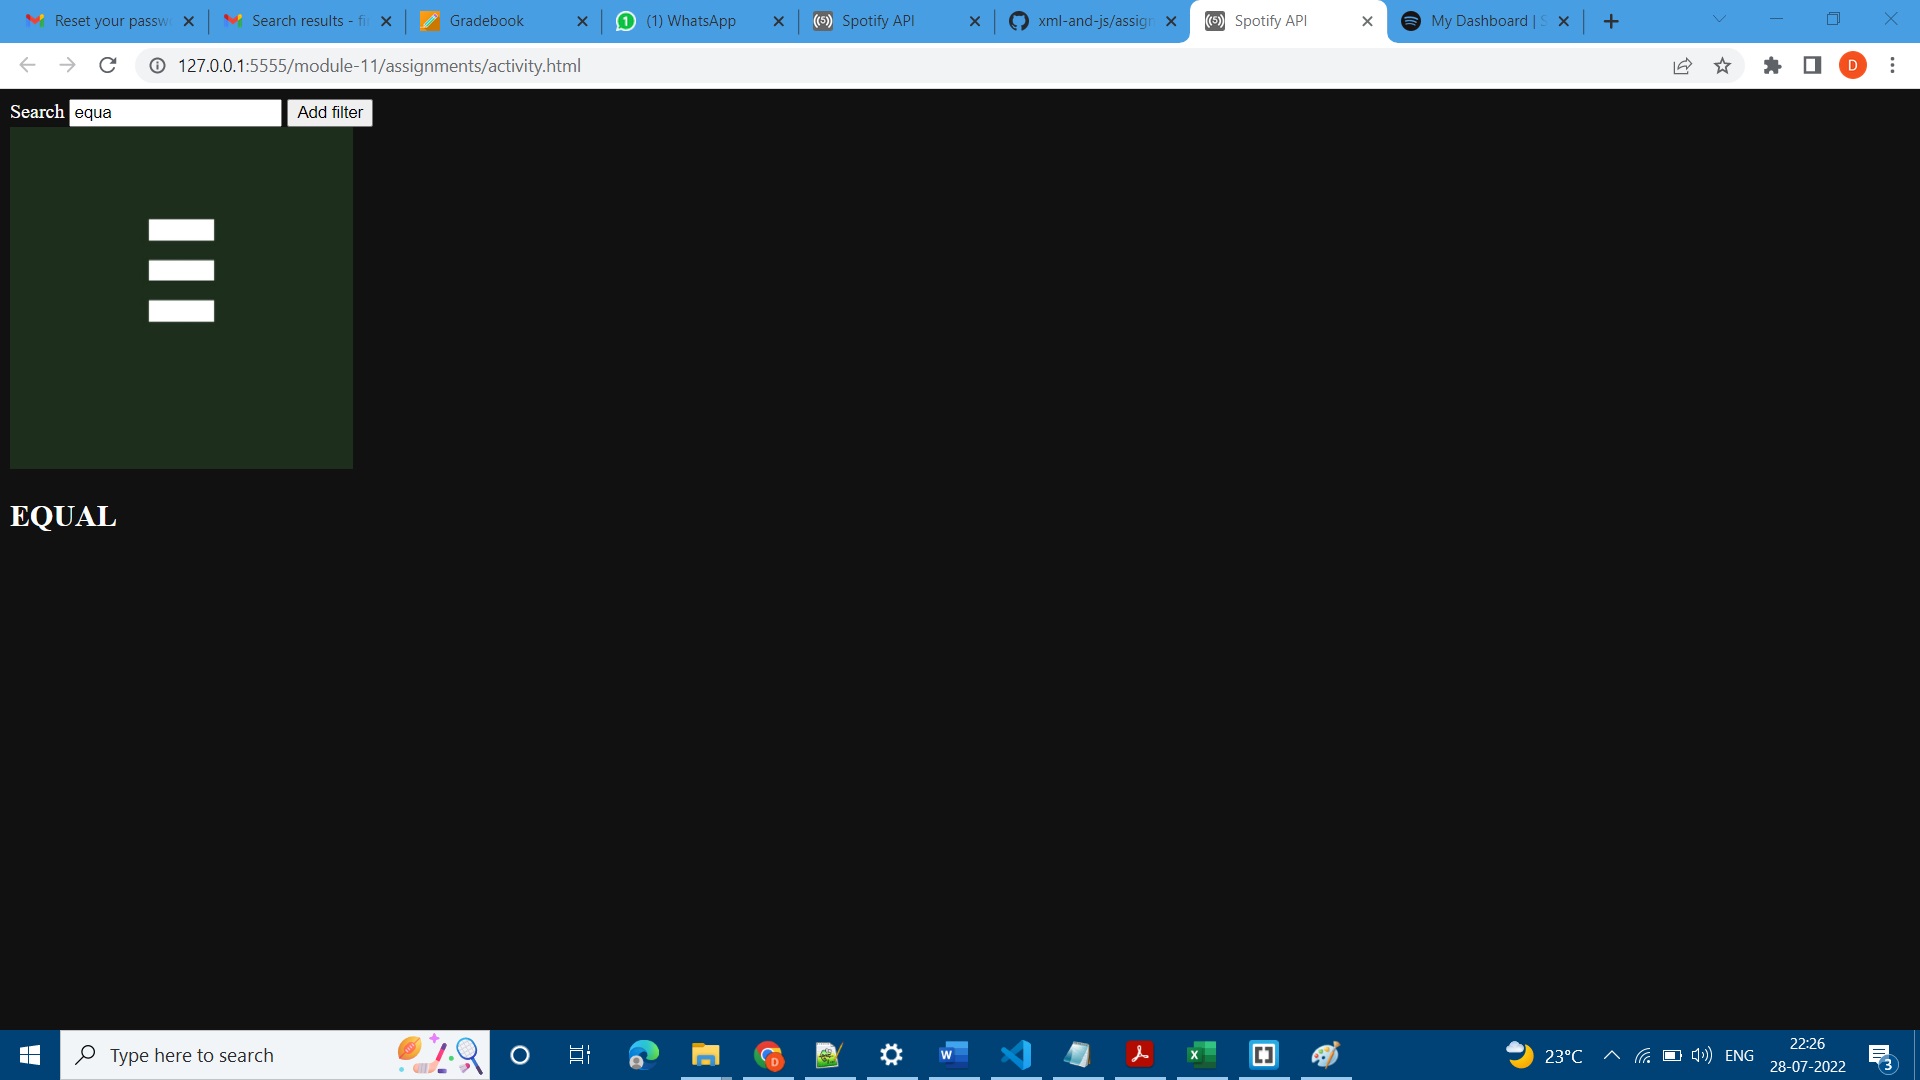 Reset your passwo
Search results - fi
Gradebook
(1) WhatsApp
Spotify API
xml-and-js/assign
Spotify API
My Dashboard | S
127.0.0.1:5555/module-11/assignments/activity.html
D
Search equa Add filter
EQUAL
Type here to search
23°C
ENG
22:26
28-07-2022
3